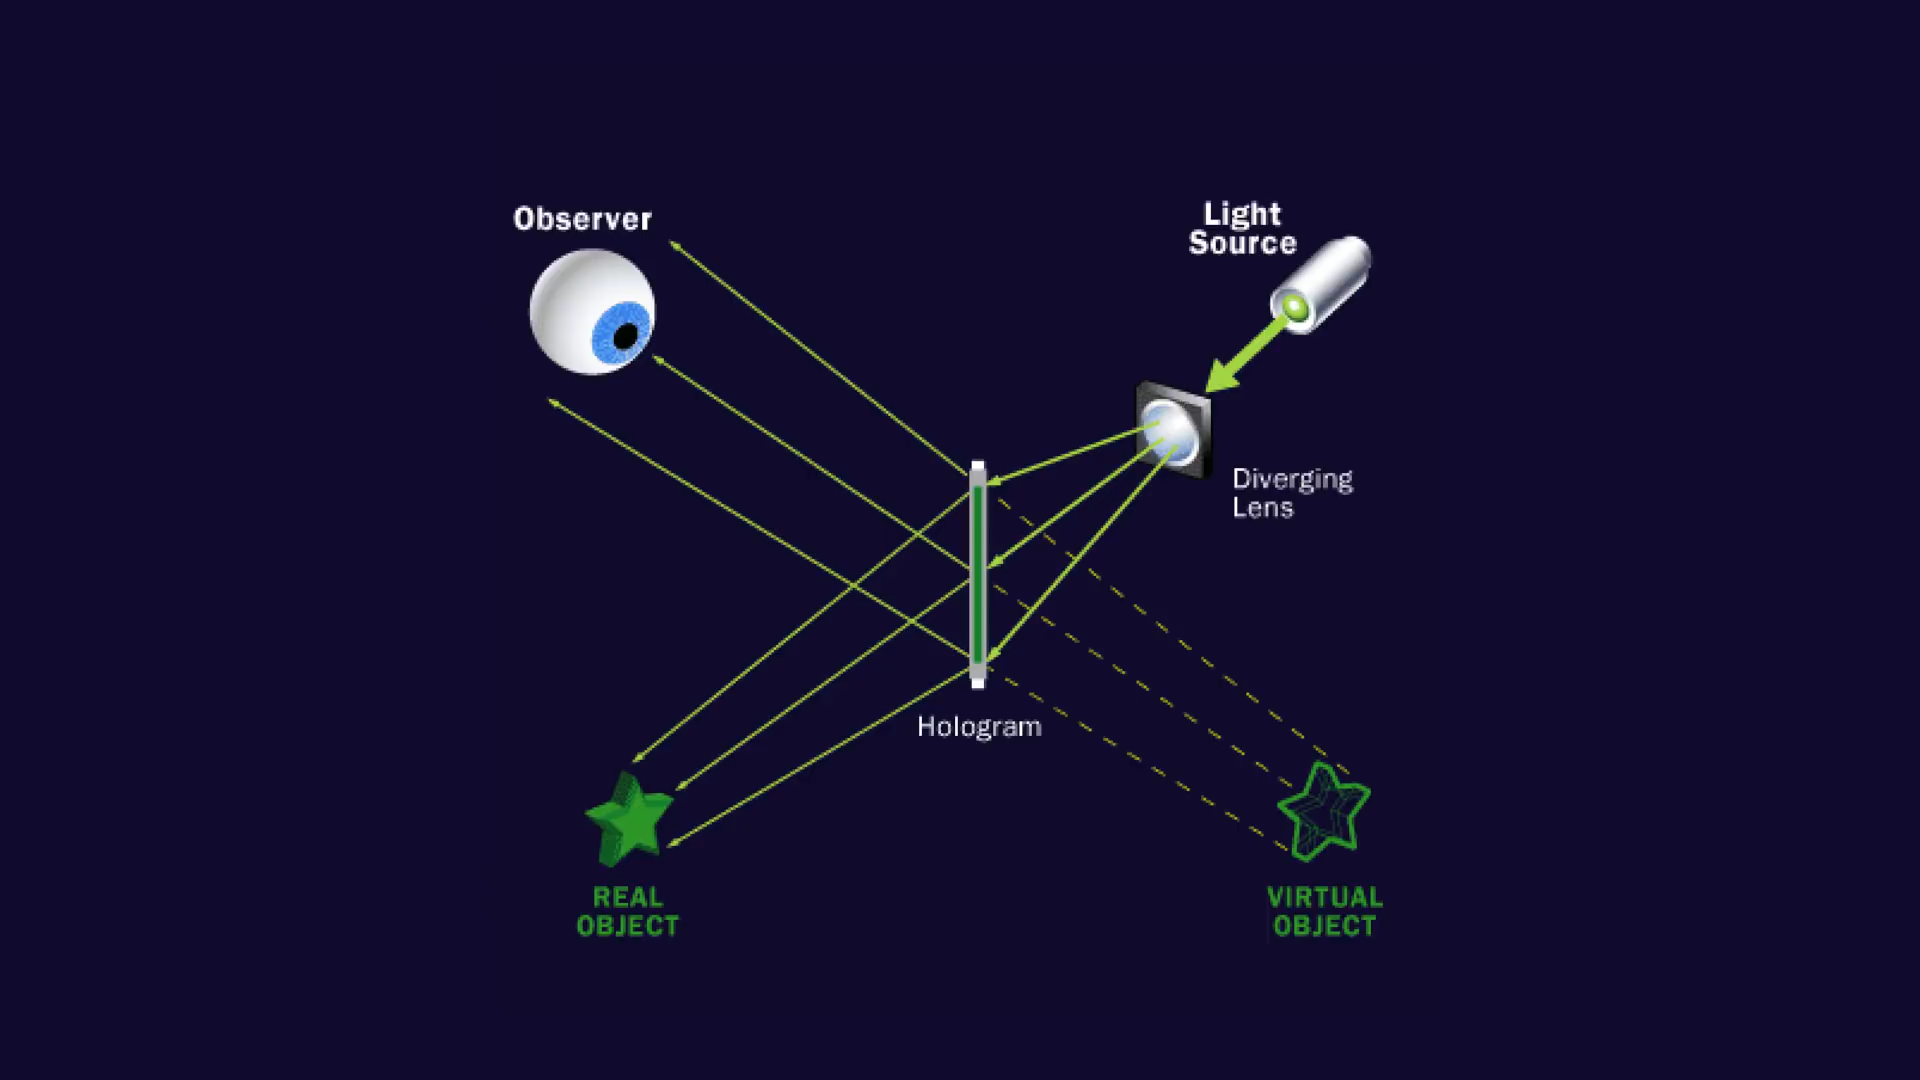 Observer
Light
Source
Diverging
Lens
Hologram
REAL
OBJECT
VIRTUAL
OBJECT